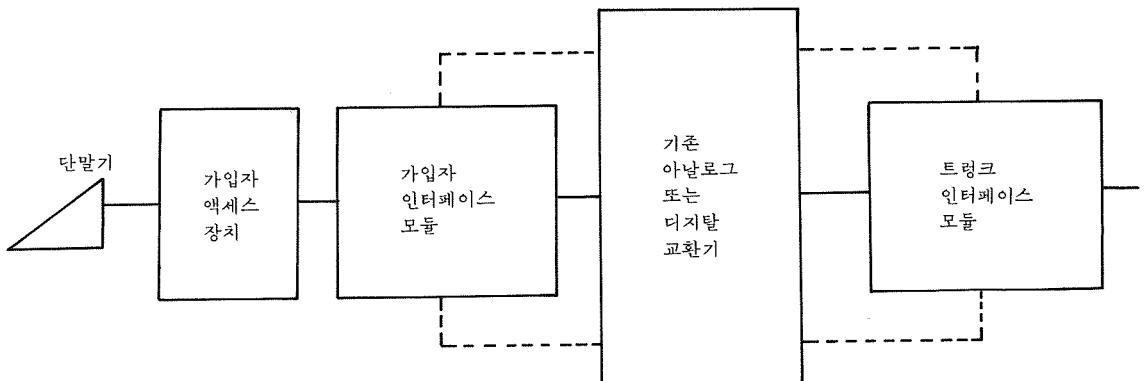 단말기
가입자
액세스
장치
가입자
인터페이스
모듈
기존
아날로그
또는
디지탈
교환기
트렁크
인터페이스
모듈